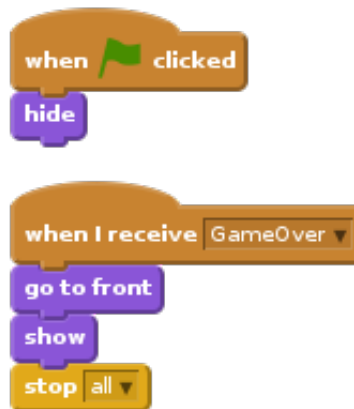 when clicked
hide
when I receive GameOver
go to front
show
stop all